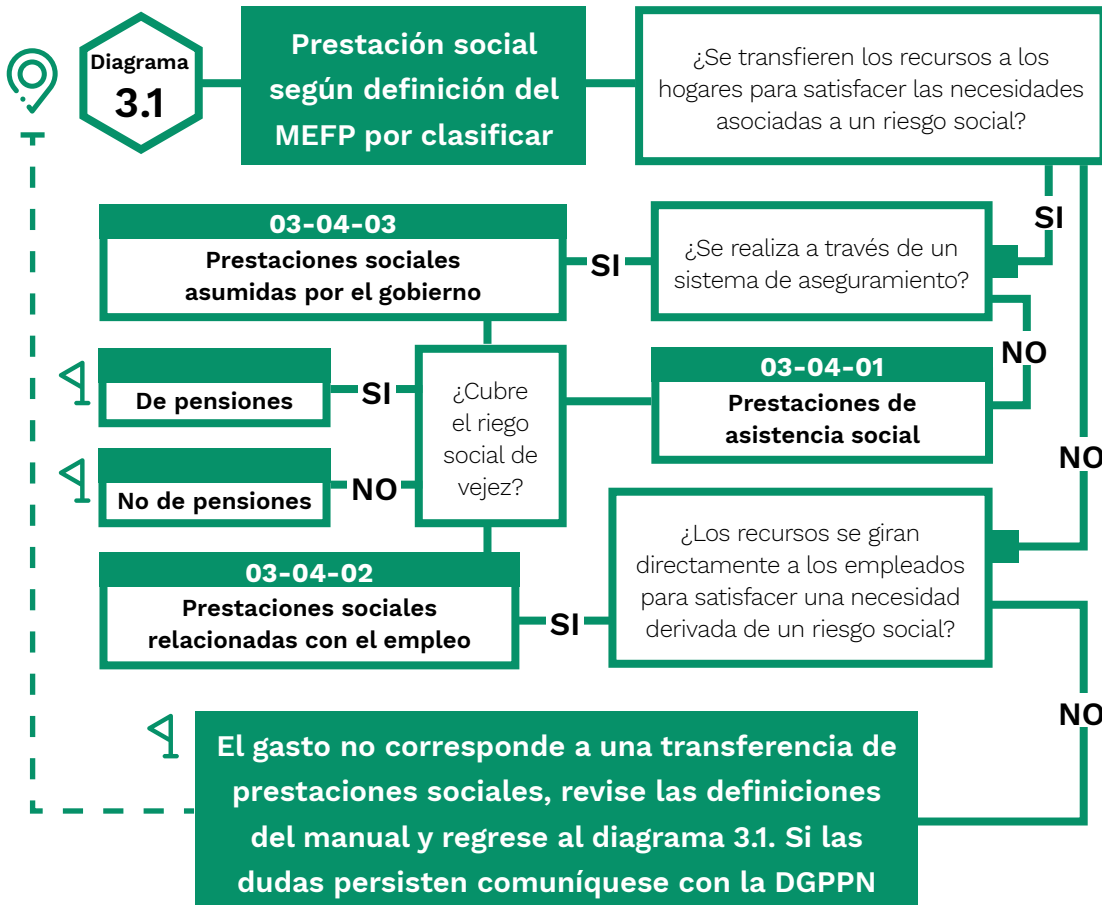 Diagrama
3.1
Prestación social
según definición del
MEFP por clasificar
¿Se transfieren los recursos a los
hogares para satisfacer las necesidades
asociadas a un riesgo social?
SI
NO
¿Se realiza a través de un
sistema de aseguramiento?
SI
NO
03-04-03
Prestaciones sociales
asumidas por el gobierno
03-04-01
Prestaciones de
asistencia social
¿Cubre
el riego
social de
vejez?
SI
De pensiones
NO
No de pensiones
¿Los recursos se giran
directamente a los empleados
para satisfacer una necesidad
derivada de un riesgo social?
SI
NO
03-04-02
Prestaciones sociales
relacionadas con el empleo
El gasto no corresponde a una transferencia de
prestaciones sociales, revise las definiciones
del manual y regrese al diagrama 3.1. Si las
dudas persisten comuníquese con la DGPPN